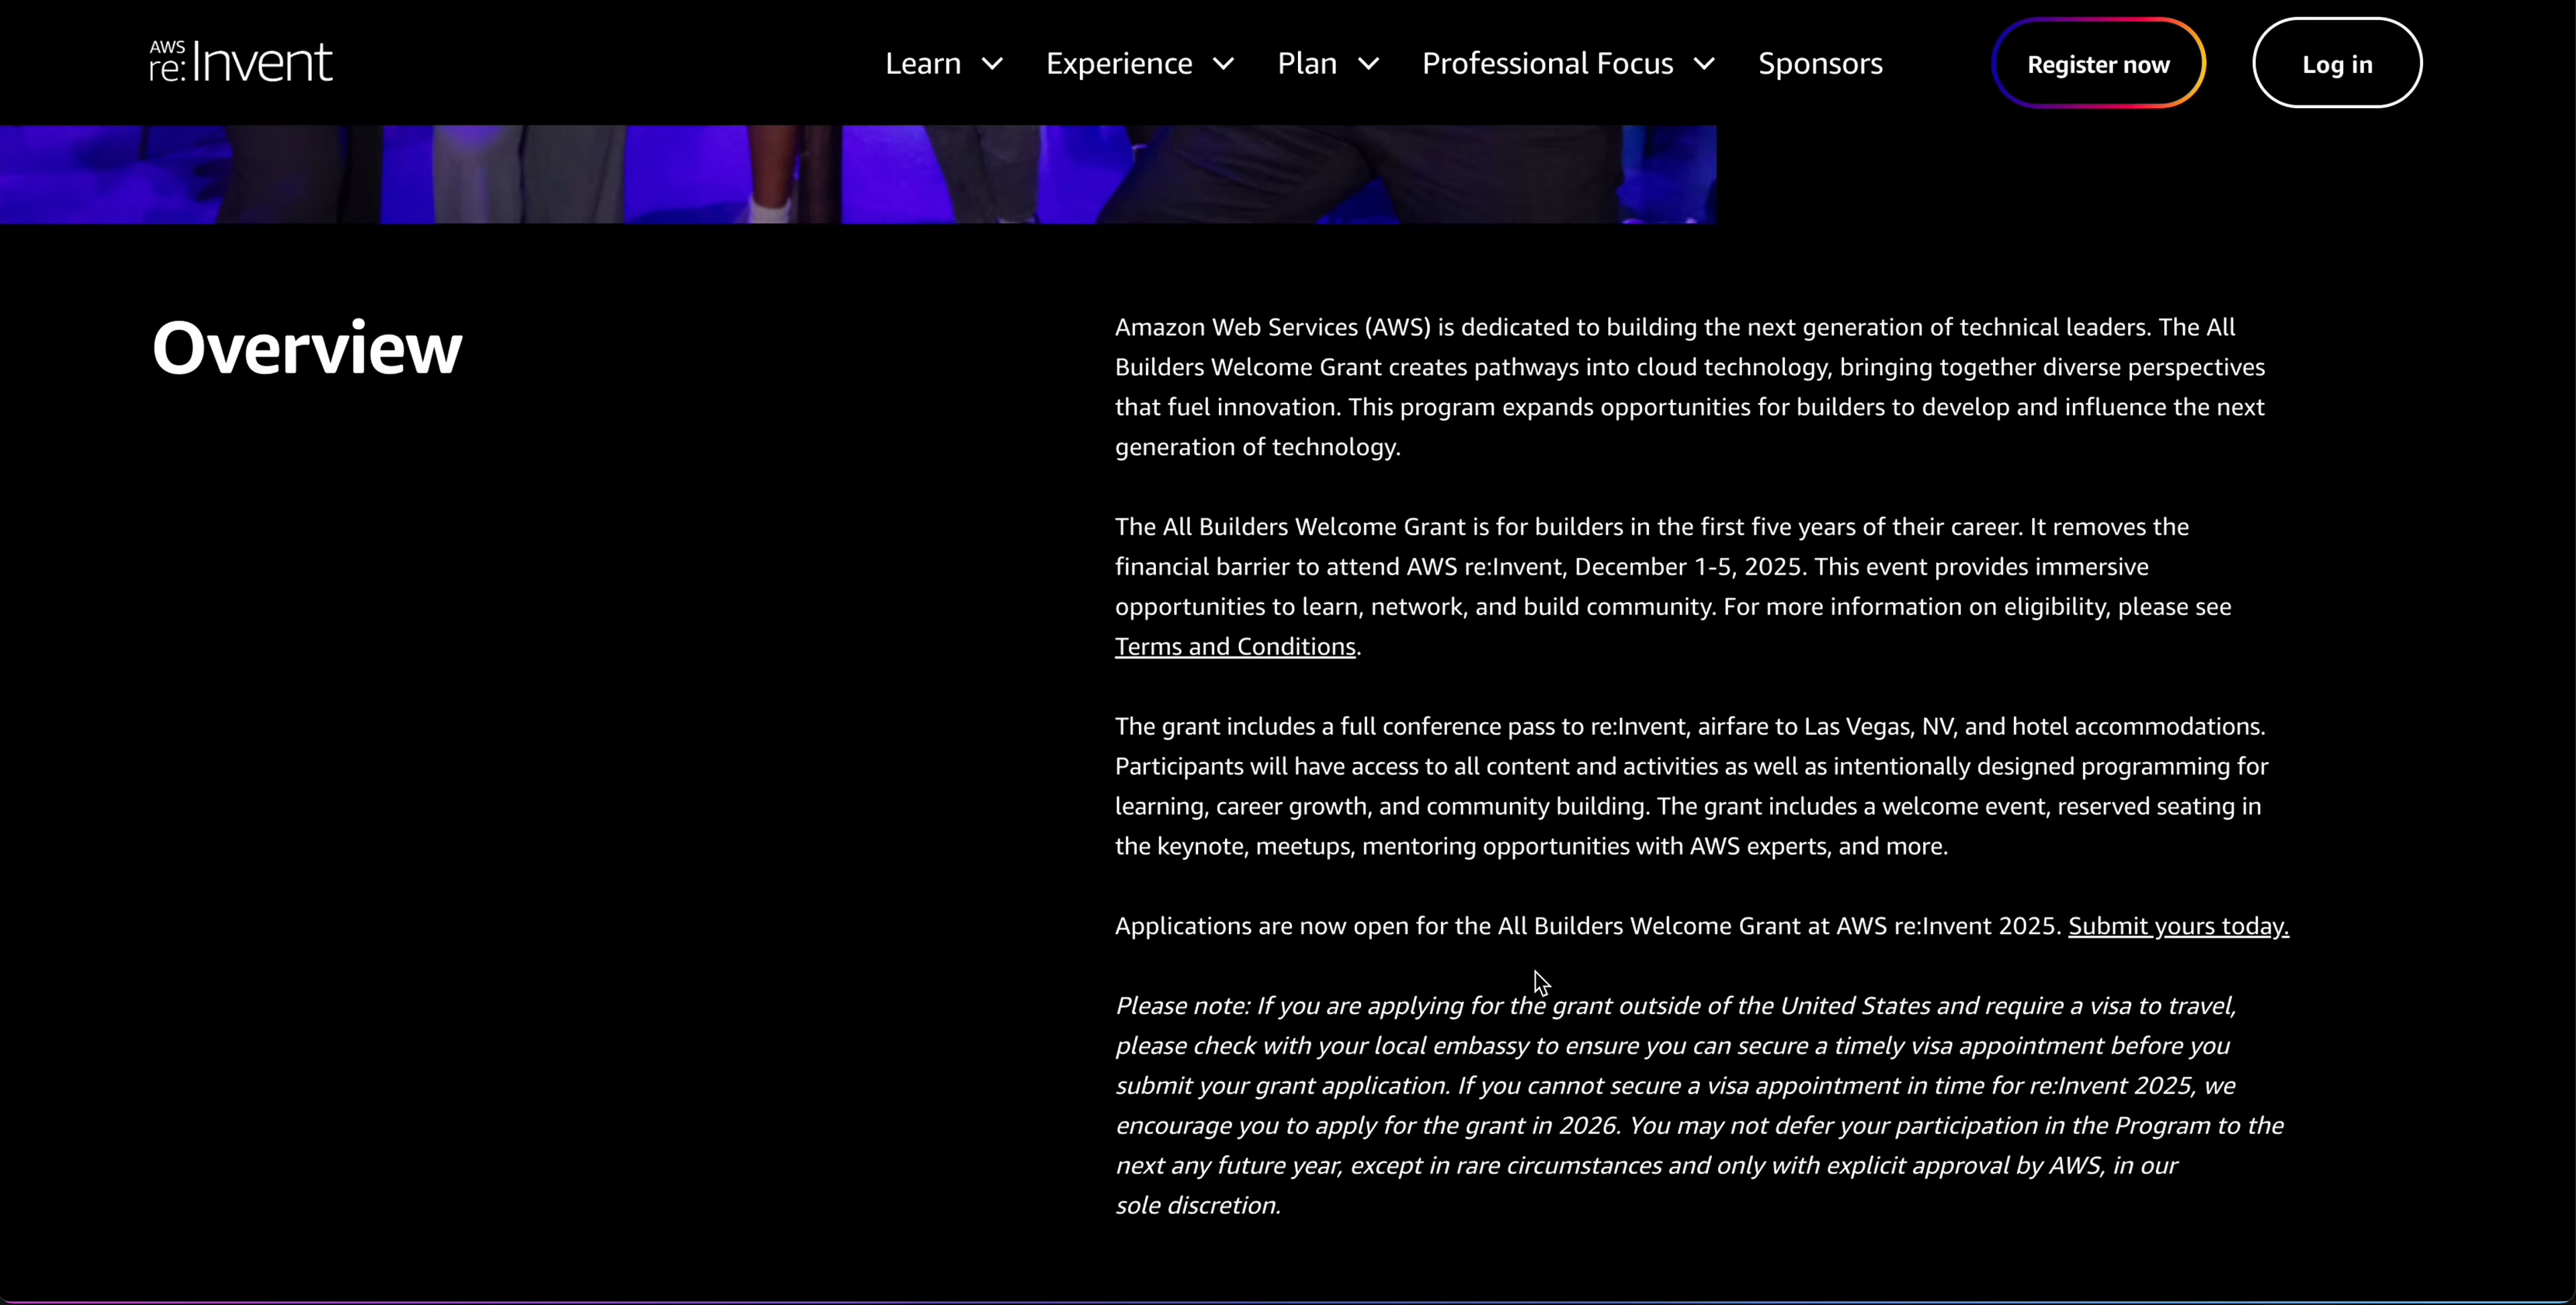 AWS
re:Invent
Learn
Experience
Plan
Professional Focus
Sponsors
Register now
Log in
Overview
Amazon Web Services (AWS) is dedicated to building the next generation of technical leaders. The All
Builders Welcome Grant creates pathways into cloud technology, bringing together diverse perspectives
that fuel innovation. This program expands opportunities for builders to develop and influence the next
generation of technology.
The All Builders Welcome Grant is for builders in the first five years of their career. It removes the
financial barrier to attend AWS re:Invent, December 1-5, 2025. This event provides immersive
opportunities to learn, network, and build community. For more information on eligibility, please see
Terms and Conditions.
The grant includes a full conference pass to re:Invent, airfare to Las Vegas, NV, and hotel accommodations.
Participants will have access to all content and activities as well as intentionally designed programming for
learning, career growth, and community building. The grant includes a welcome event, reserved seating in
the keynote, meetups, mentoring opportunities with AWS experts, and more.
Applications are now open for the All Builders Welcome Grant at AWS re:Invent 2025. Submit yours today.
Please note: If you are applying for the grant outside of the United States and require a visa to travel,
please check with your local embassy to ensure you can secure a timely visa appointment before you
submit your grant application. If you cannot secure a visa appointment in time for re:Invent 2025, we
encourage you to apply for the grant in 2026. You may not defer your participation in the Program to the
next any future year, except in rare circumstances and only with explicit approval by AWS, in our
sole discretion.